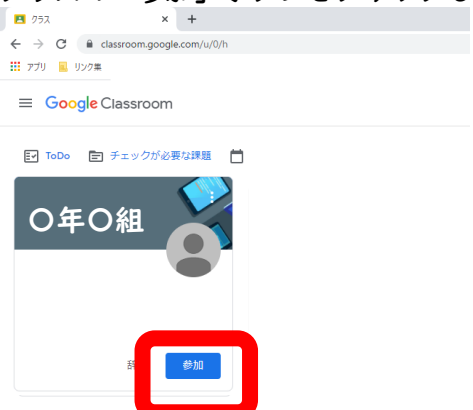 クラス
classroom.google.com/u/0/h
アプリ リンク集
Google Classroom
ToDo チェックが必要な課題
〇年〇組
参加